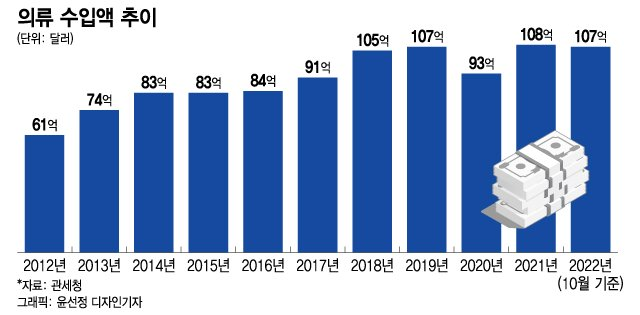 의류 수입액 추이
(단위: 달러)
61억
74억
83억
83억
84억
91억
105억
107억
93억
108억
107억
2012년
2013년
2014년
2015년
2016년
2017년
2018년
2019년
2020년
2021년
2022년
(10월 기준)
*자료: 관세청
그래픽: 윤선정 디자인기자